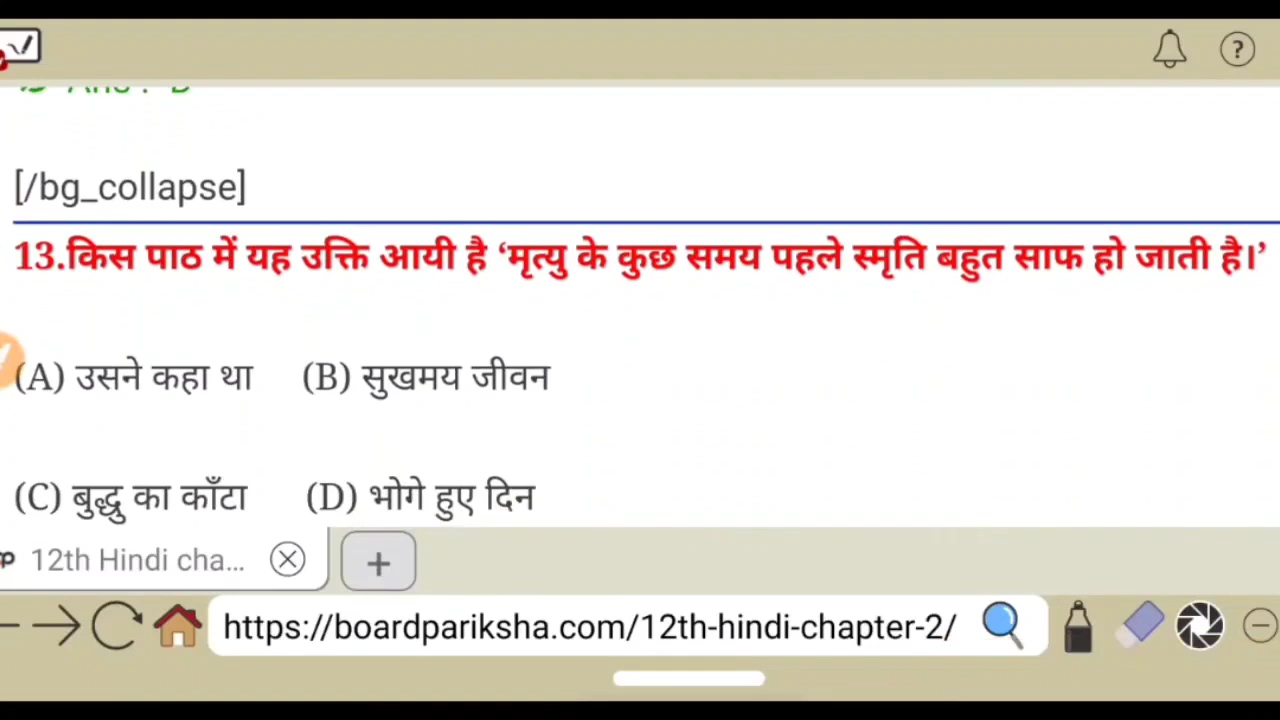 Ans : D
[/bg_collapse]
13.किस पाठ में यह उक्ति आयी है ‘मृत्यु के कुछ समय पहले स्मृति बहुत साफ हो जाती है।’
(A) उसने कहा था (B) सुखमय जीवन
(C) बुद्धु का काँटा (D) भोगे हुए दिन
12th Hindi cha...
https://boardpariksha.com/12th-hindi-chapter-2/